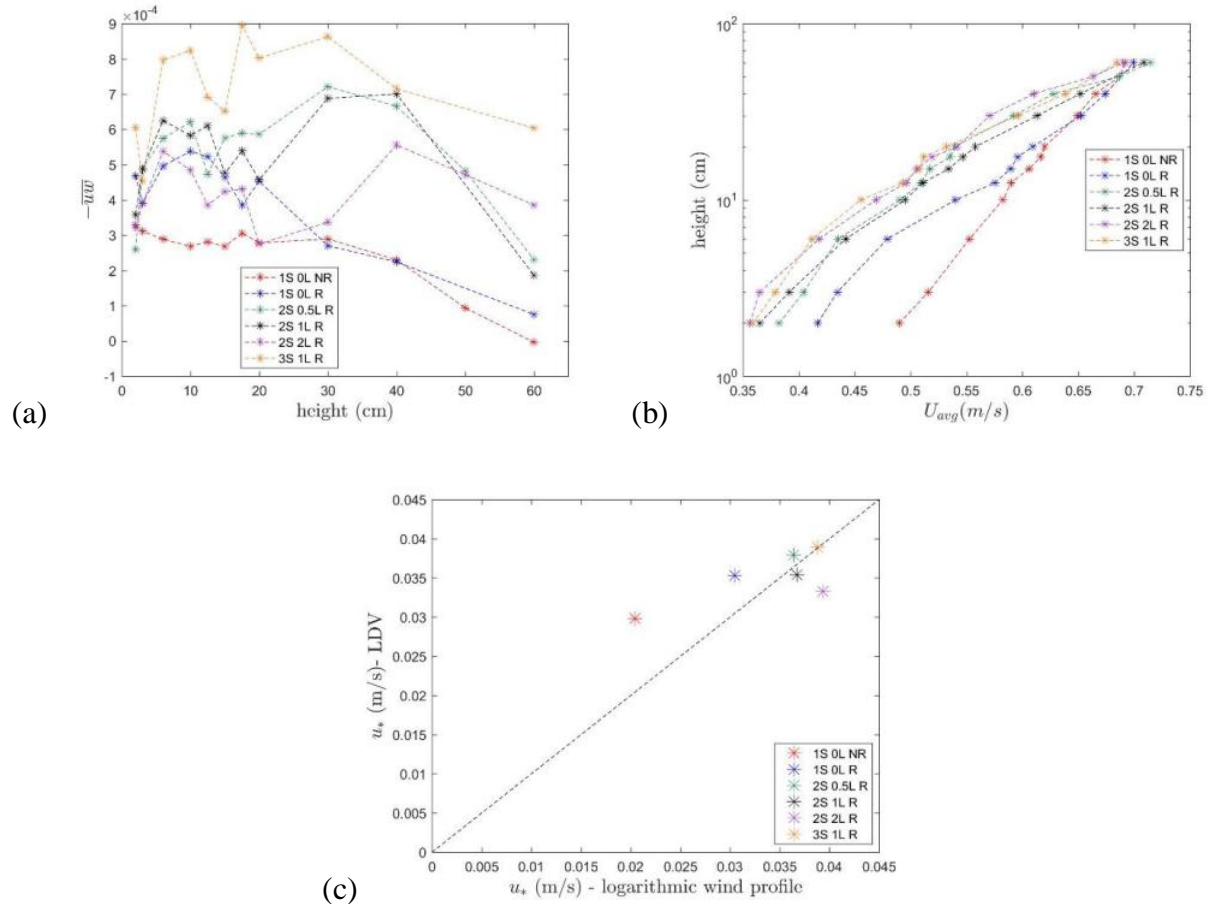 ×10⁻⁴
9
8
7
6
5
4
3
2
1
0
-1
−u̅w̅
0 10 20 30 40 50 60
height (cm)
1S 0L NR
1S 0L R
2S 0.5L R
2S 1L R
2S 2L R
3S 1L R
(a)
10²
10¹
10⁰
height (cm)
0.35 0.4 0.45 0.5 0.55 0.6 0.65 0.7 0.75
U_avg(m/s)
1S 0L NR
1S 0L R
2S 0.5L R
2S 1L R
2S 2L R
3S 1L R
(b)
0.045
0.04
0.035
0.03
0.025
0.02
0.015
0.01
0.005
0
u_* (m/s)- LDV
0 0.005 0.01 0.015 0.02 0.025 0.03 0.035 0.04 0.045
u_* (m/s) - logarithmic wind profile
1S 0L NR
1S 0L R
2S 0.5L R
2S 1L R
2S 2L R
3S 1L R
(c)